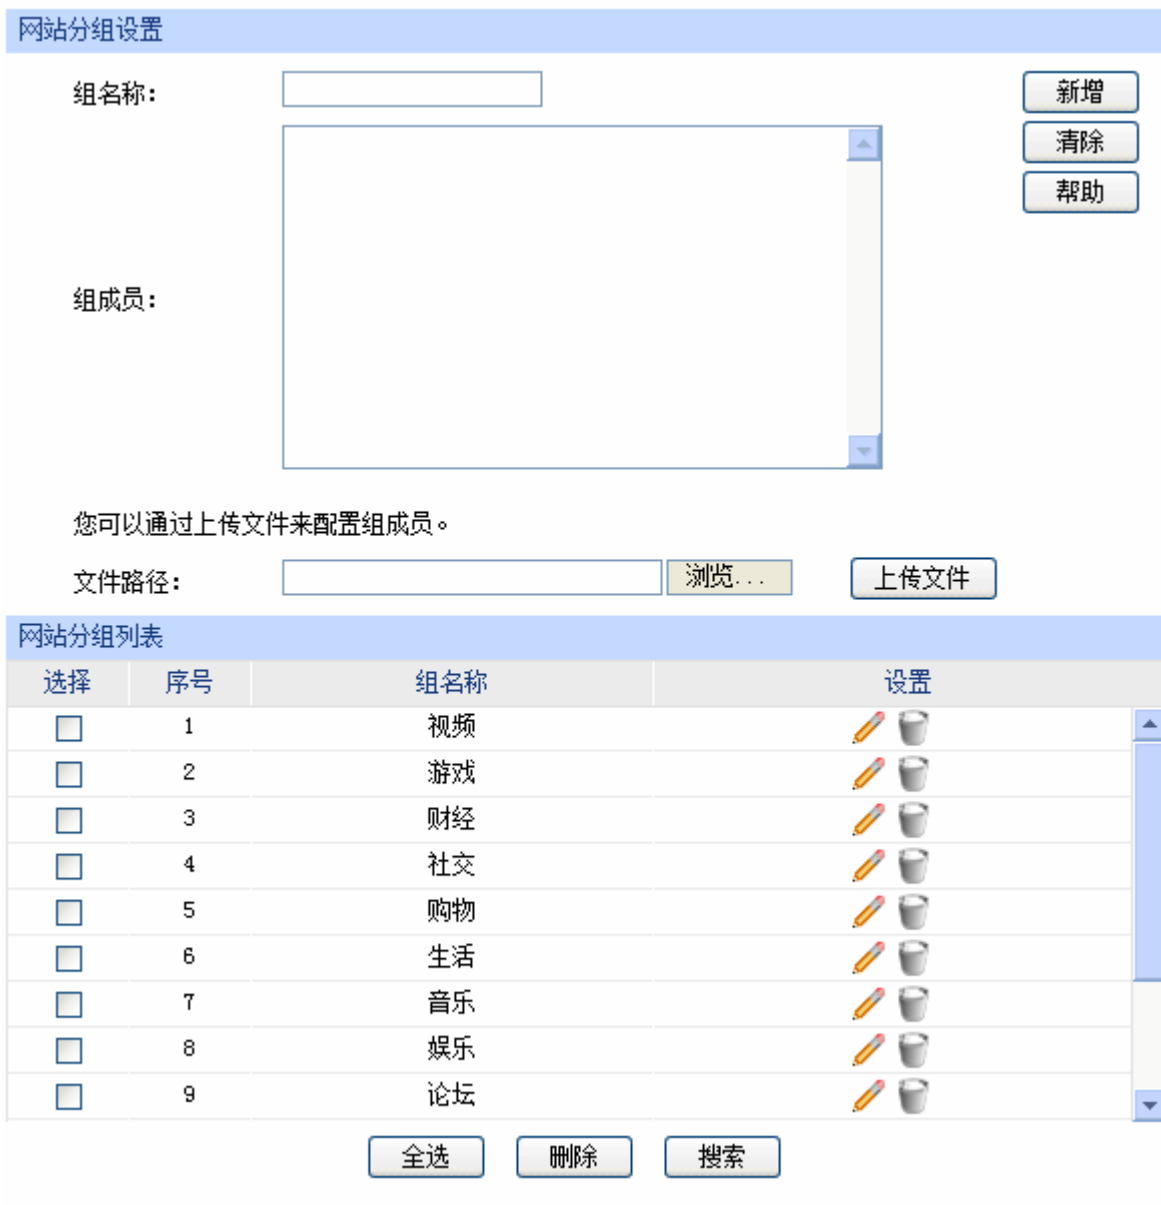 网站分组设置
组名称: 新增
清除
帮助
组成员:
您可以通过上传文件来配置组成员。
文件路径: 浏览... 上传文件
网站分组列表
选择 序号 组名称 设置
1 视频
2 游戏
3 财经
4 社交
5 购物
6 生活
7 音乐
8 娱乐
9 论坛
全选 删除 搜索